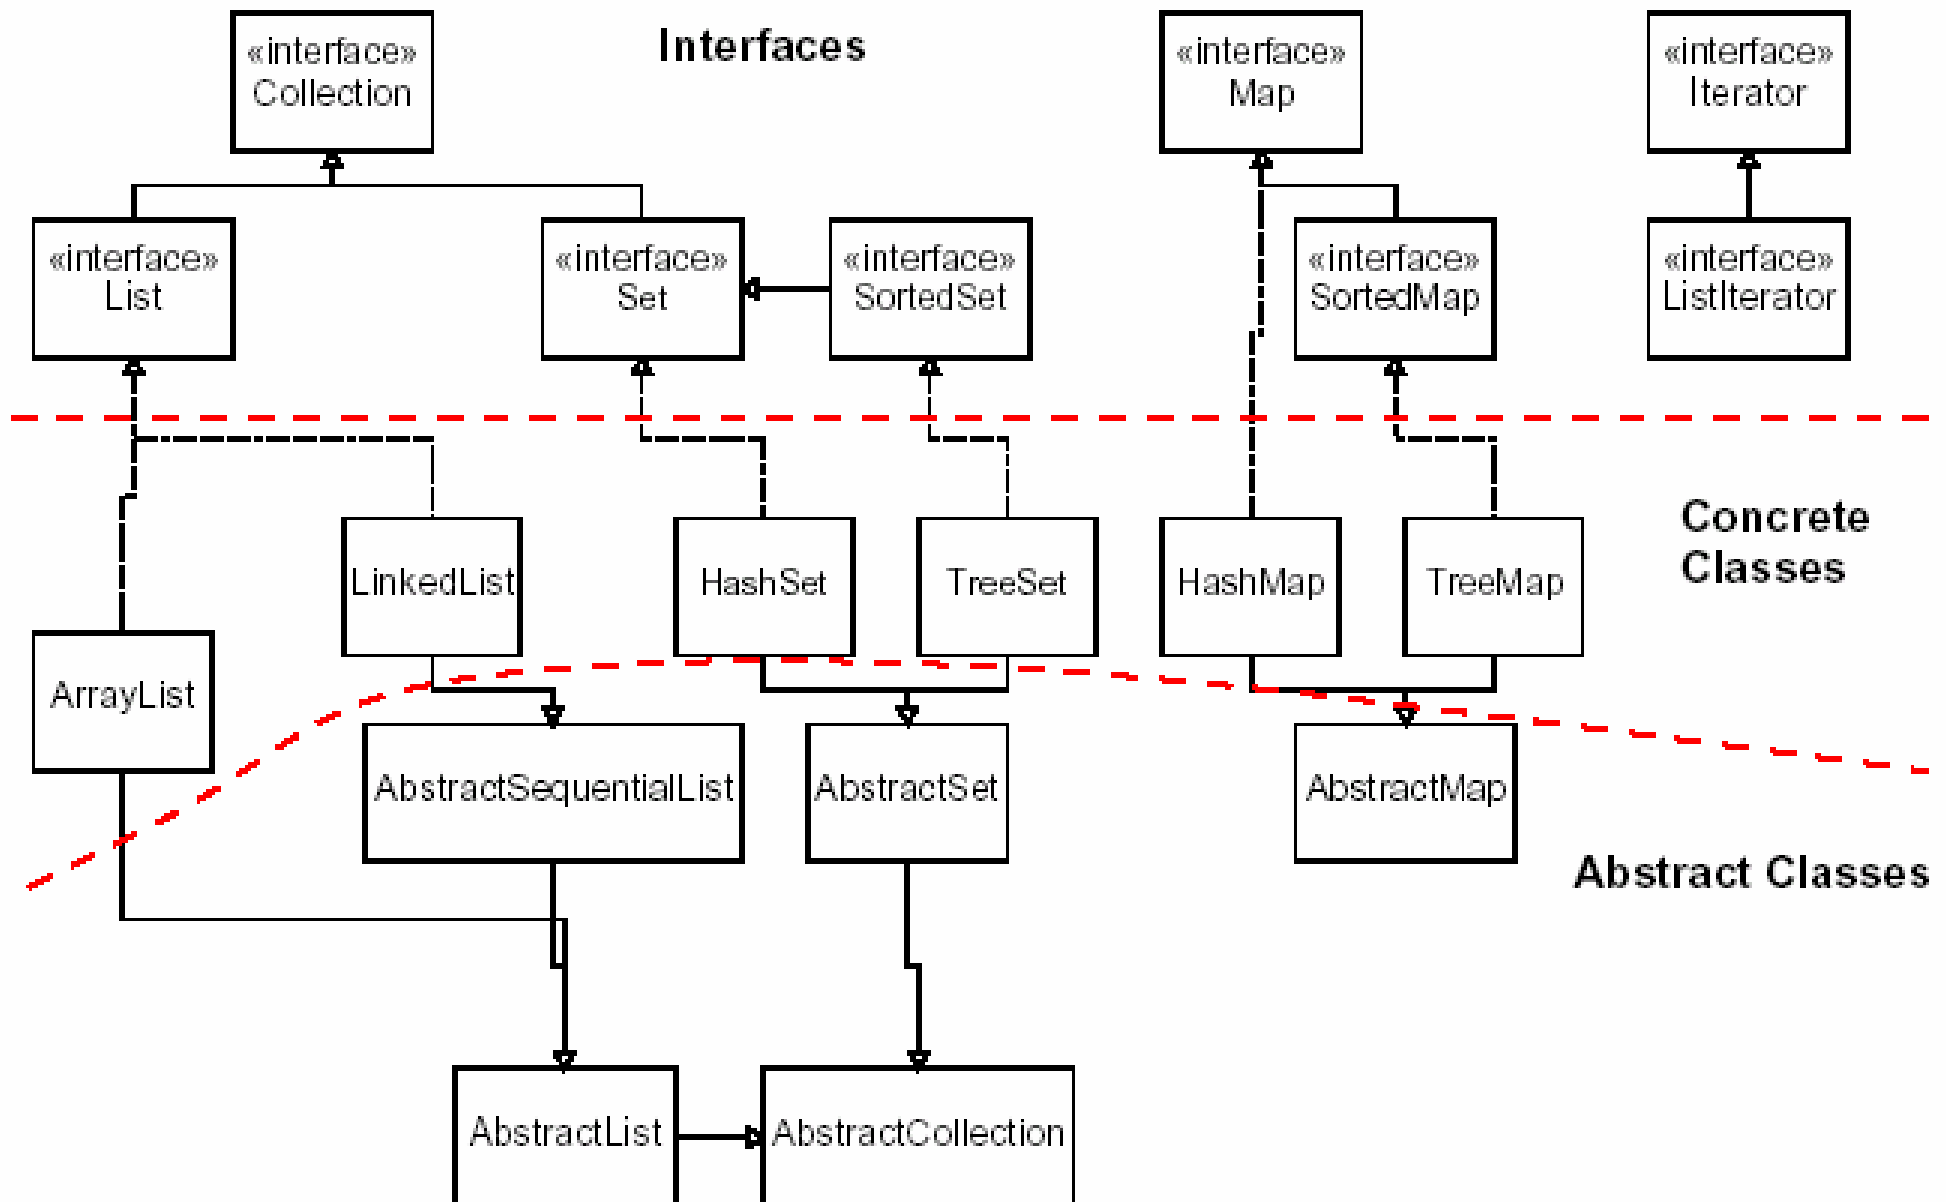 «interface»
Collection
Interfaces
«interface»
Map
«interface»
Iterator
«interface»
List
«interface»
Set
«interface»
SortedSet
«interface»
SortedMap
«interface»
ListIterator
Concrete
Classes
LinkedList
HashSet
TreeSet
HashMap
TreeMap
ArrayList
AbstractSequentialList
AbstractSet
AbstractMap
Abstract Classes
AbstractList
AbstractCollection